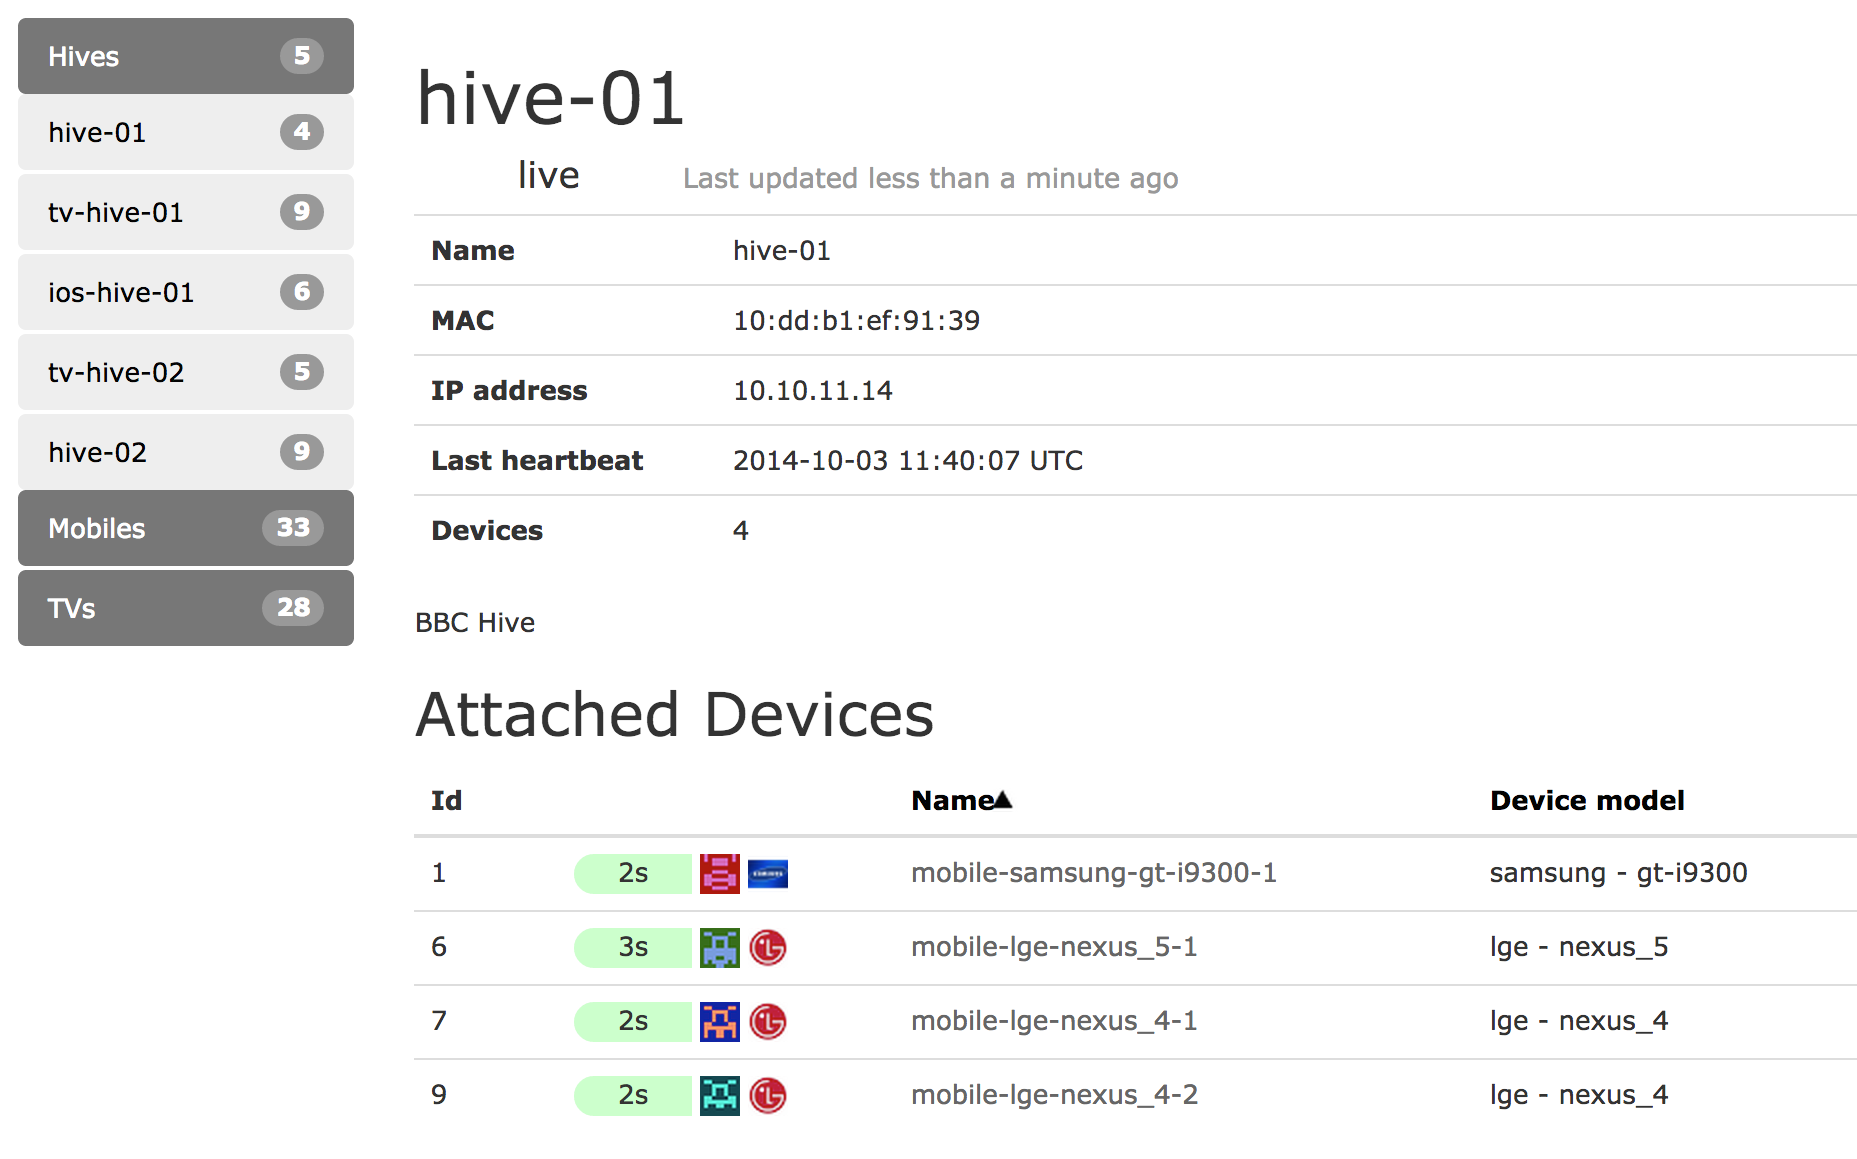 Hives 5
hive-01 4
tv-hive-01 9
ios-hive-01 6
tv-hive-02 5
hive-02 9
Mobiles 33
TVs 28
hive-01
live Last updated less than a minute ago
Name hive-01
MAC 10:dd:b1:ef:91:39
IP address 10.10.11.14
Last heartbeat 2014-10-03 11:40:07 UTC
Devices 4
BBC Hive
Attached Devices
Id Name▲ Device model
1 2s SAMSUNG mobile-samsung-gt-i9300-1 samsung - gt-i9300
6 3s LG mobile-lge-nexus_5-1 lge - nexus_5
7 2s LG mobile-lge-nexus_4-1 lge - nexus_4
9 2s LG mobile-lge-nexus_4-2 lge - nexus_4